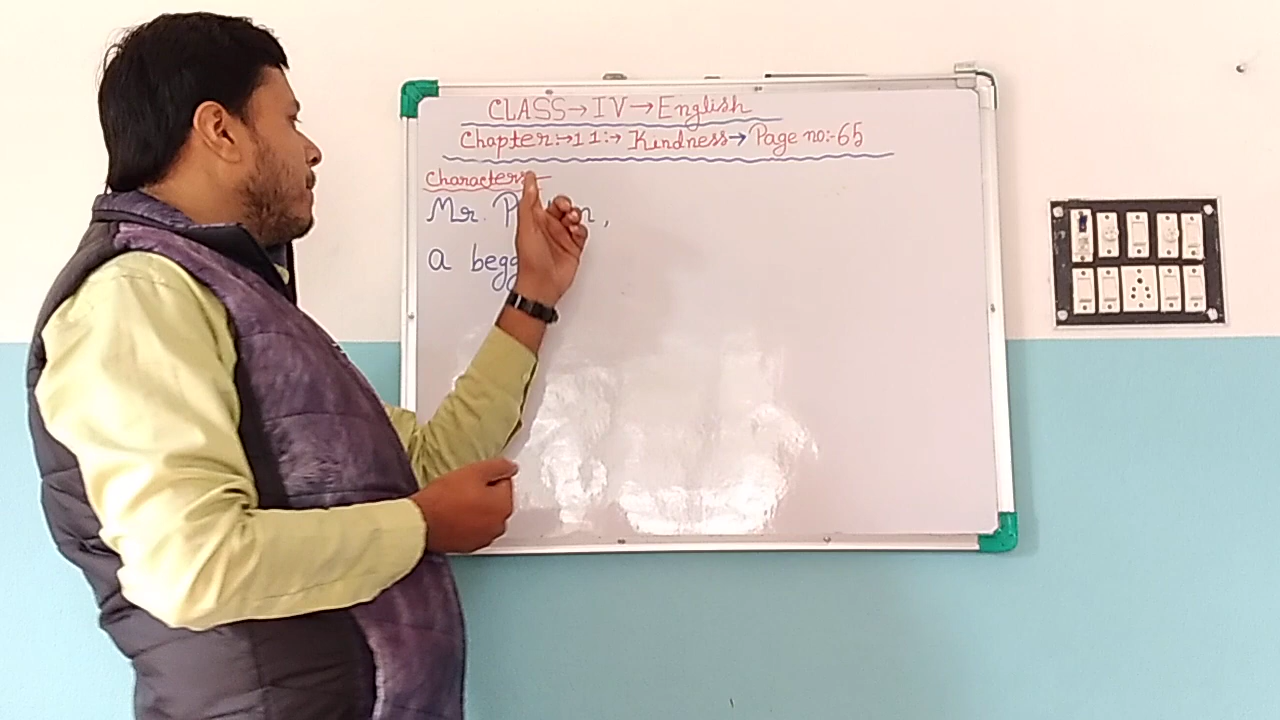 CLASS→IV→English
Chapter:→11:→ Kindness→Page no:-65
Characters
Mr.
a